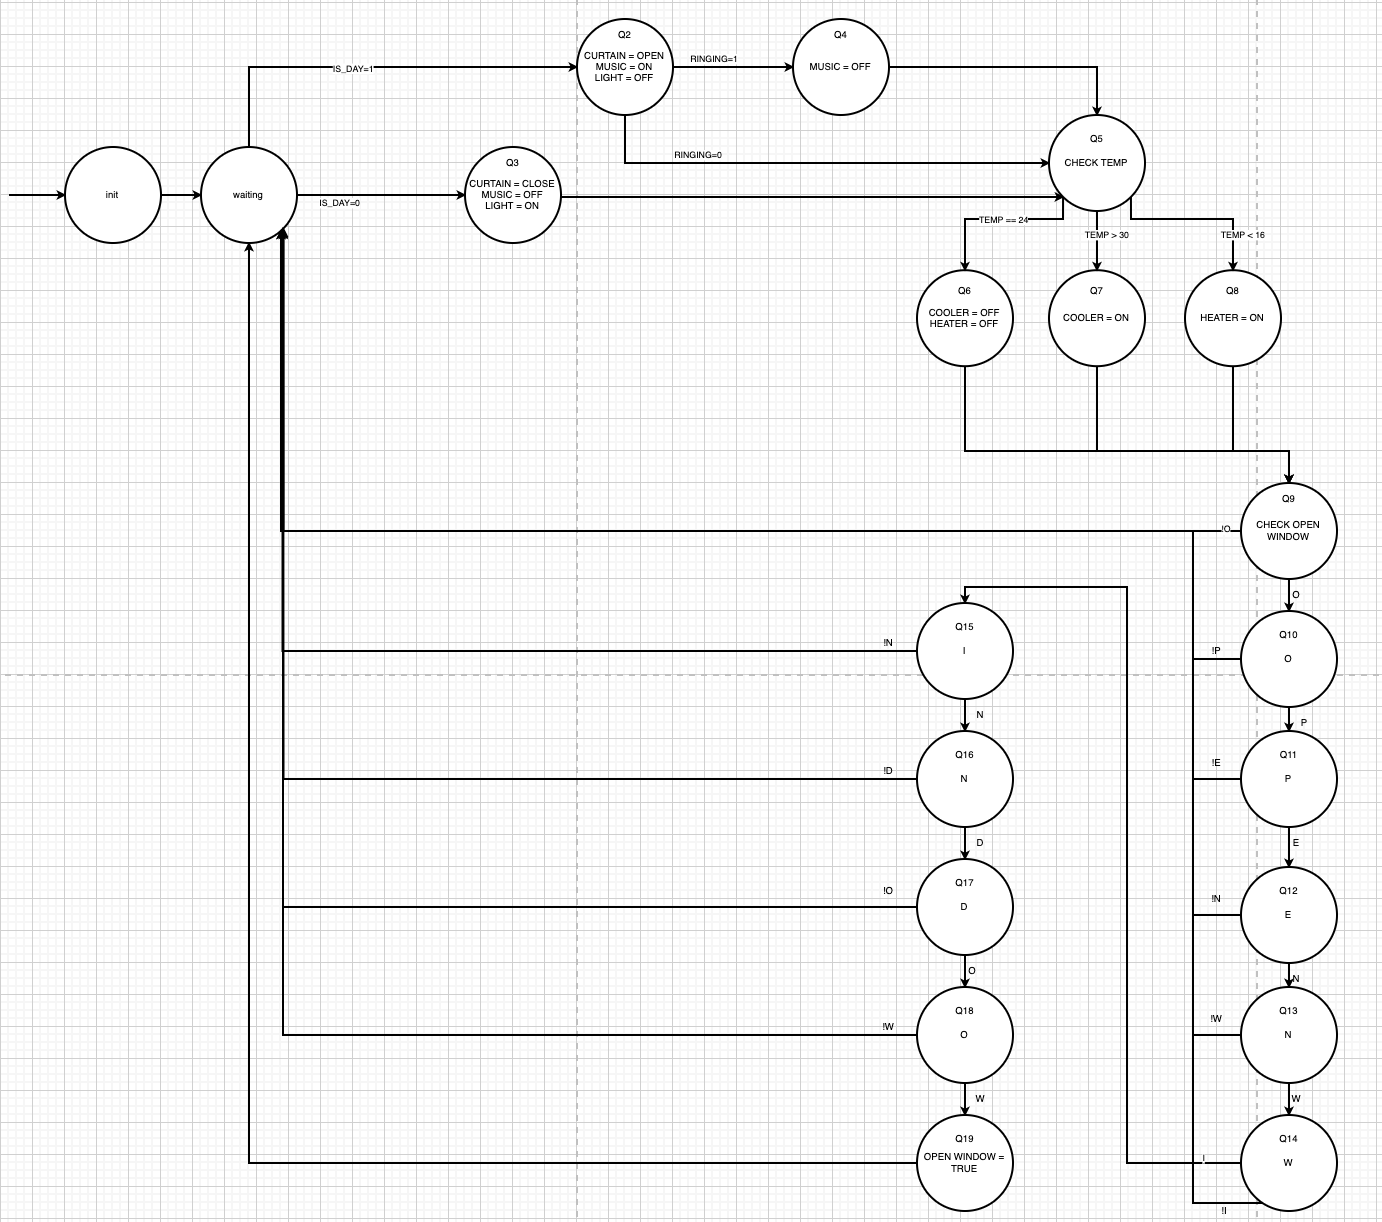 Q2
CURTAIN = OPEN
MUSIC = ON
LIGHT = OFF
RINGING=1
Q4
MUSIC = OFF
IS_DAY=1
Q5
CHECK TEMP
RINGING=0
init
waiting
IS_DAY=0
Q3
CURTAIN = CLOSE
MUSIC = OFF
LIGHT = ON
TEMP == 24
TEMP > 30
TEMP < 16
Q6
COOLER = OFF
HEATER = OFF
Q7
COOLER = ON
Q8
HEATER = ON
Q9
CHECK OPEN
WINDOW
!O
O
Q10
O
!P
P
Q11
P
!E
E
Q12
E
!N
N
Q13
N
!W
W
Q14
W
I
!I
Q15
I
!N
N
Q16
N
!D
D
Q17
D
!O
O
Q18
O
!W
W
Q19
OPEN WINDOW =
TRUE